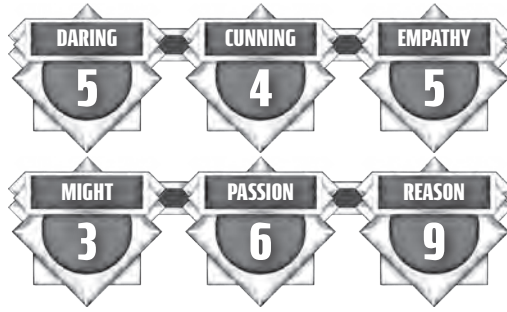 DARING CUNNING EMPATHY
5 4 5
MIGHT PASSION REASON
3 6 9